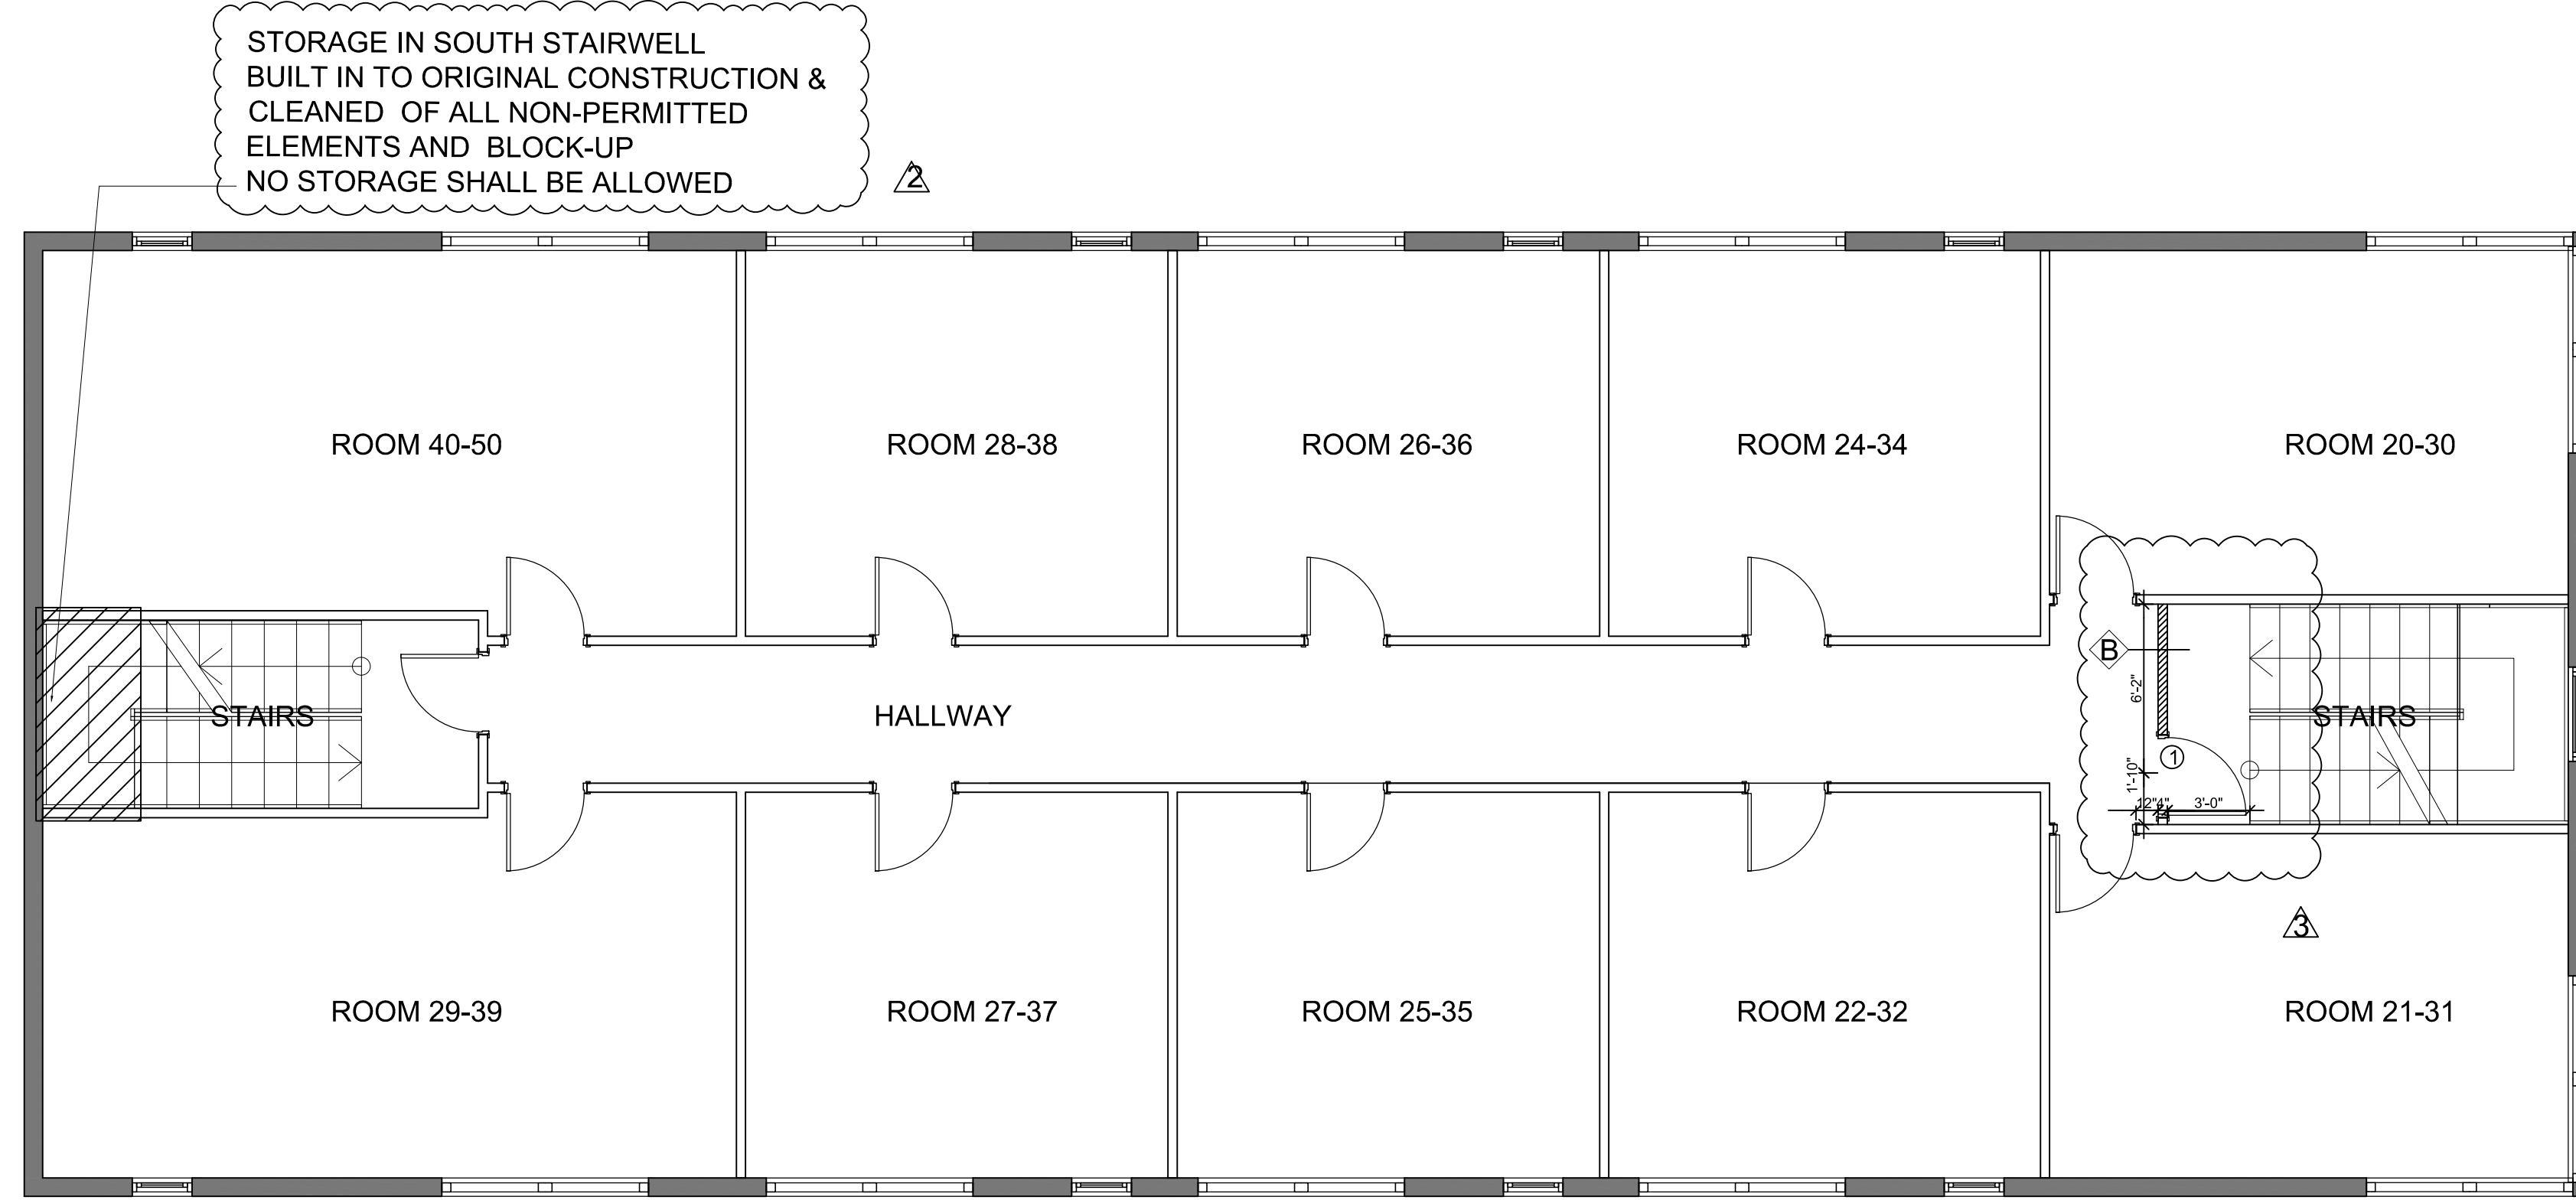 STORAGE IN SOUTH STAIRWELL
BUILT IN TO ORIGINAL CONSTRUCTION &
CLEANED OF ALL NON-PERMITTED
ELEMENTS AND BLOCK-UP
NO STORAGE SHALL BE ALLOWED
2
ROOM 40-50
ROOM 28-38
ROOM 26-36
ROOM 24-34
ROOM 20-30
B
6'-2"
STAIRS
HALLWAY
STAIRS
1
1'-10"
12"
4"
3'-0"
3
ROOM 29-39
ROOM 27-37
ROOM 25-35
ROOM 22-32
ROOM 21-31